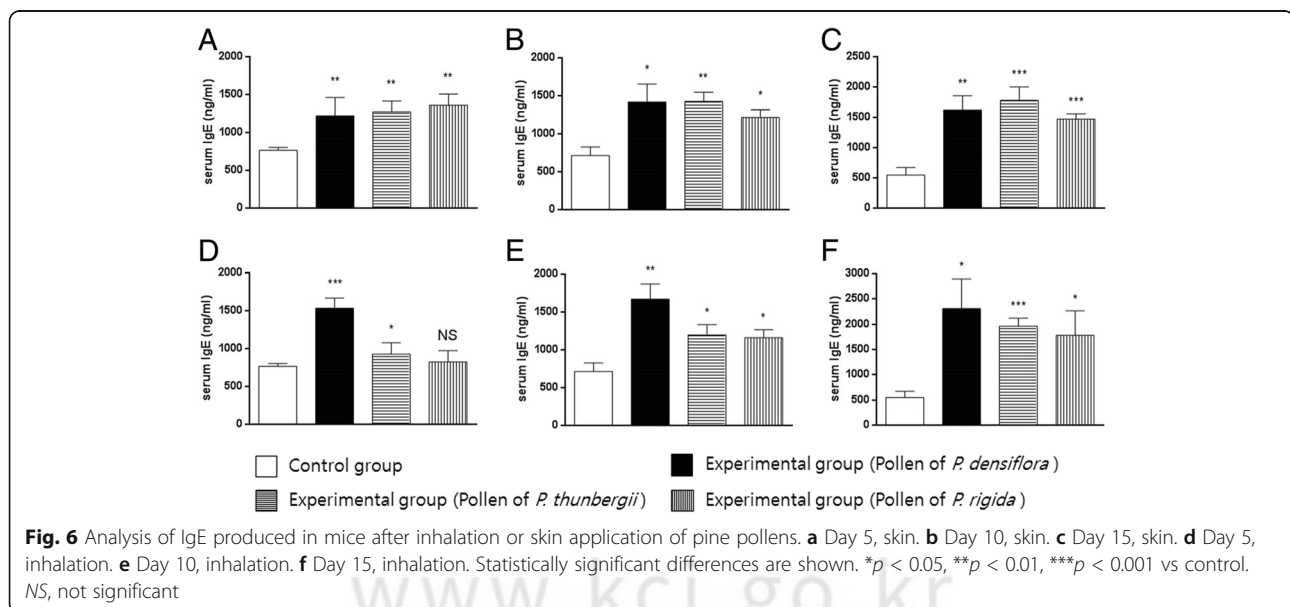 A
B
C
serum IgE (ng/ml)
2000
1500
1000
500
0
**
**
**
serum IgE (ng/ml)
2000
1500
1000
500
0
*
**
*
serum IgE (ng/ml)
2500
2000
1500
1000
500
0
**
***
***
D
E
F
serum IgE (ng/ml)
2000
1500
1000
500
0
***
*
NS
serum IgE (ng/ml)
2000
1500
1000
500
0
**
*
*
serum IgE (ng/ml)
3000
2500
2000
1500
1000
500
0
*
***
*
Control group
Experimental group (Pollen of P. densiflora )
Experimental group (Pollen of P. thunbergii )
Experimental group (Pollen of P. rigida )
Fig. 6 Analysis of IgE produced in mice after inhalation or skin application of pine pollens. a Day 5, skin. b Day 10, skin. c Day 15, skin. d Day 5,
inhalation. e Day 10, inhalation. f Day 15, inhalation. Statistically significant differences are shown. *p < 0.05, **p < 0.01, ***p < 0.001 vs control.
NS, not significant
www.kci.go.kr